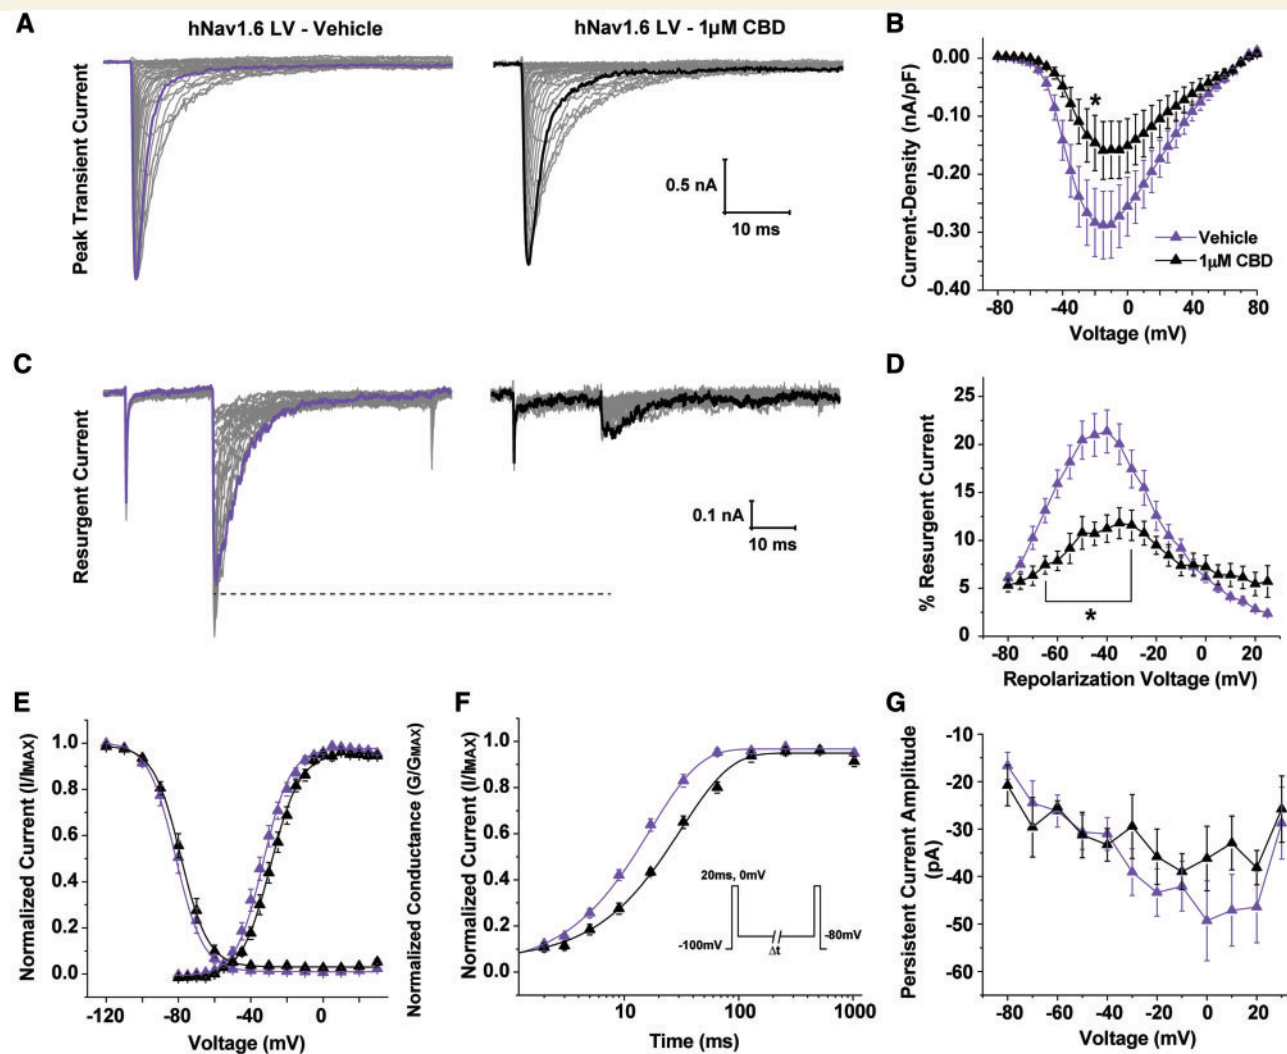 A
hNav1.6 LV - Vehicle
hNav1.6 LV - 1μM CBD
Peak Transient Current
0.5 nA
10 ms
B
Current-Density (nA/pF)
0.00
-0.10
-0.20
-0.30
-0.40
*
Vehicle
1μM CBD
-80 -40 0 40 80
Voltage (mV)
C
Resurgent Current
0.1 nA
10 ms
D
% Resurgent Current
25
20
15
10
5
0
*
-80 -60 -40 -20 0 20
Repolarization Voltage (mV)
E
Normalized Current (I/IMAX)
1.0
0.8
0.6
0.4
0.2
0.0
Normalized Conductance (G/GMAX)
-120 -80 -40 0
Voltage (mV)
F
Normalized Current (I/IMAX)
1.0
0.8
0.6
0.4
0.2
0.0
20ms, 0mV
-100mV
-80mV
Δt
10 100 1000
Time (ms)
G
Persistent Current Amplitude
(pA)
-10
-20
-30
-40
-50
-60
-80 -60 -40 -20 0 20
Voltage (mV)